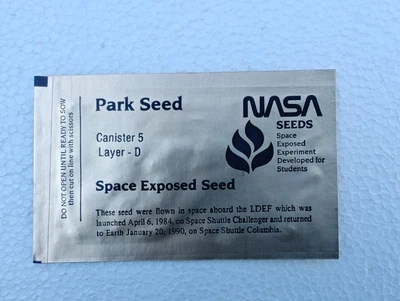 DO NOT OPEN UNTIL READY TO SOW
then cut on line with scissors
Park Seed
Canister 5
Layer - D
Space Exposed Seed
These seed were flown in space aboard the LDEF which was
launched April 6, 1984, on Space Shuttle Challenger and returned
to Earth January 20, 1990, on Space Shuttle Columbia.
NASA
SEEDS
Space
Exposed
Experiment
Developed for
Students